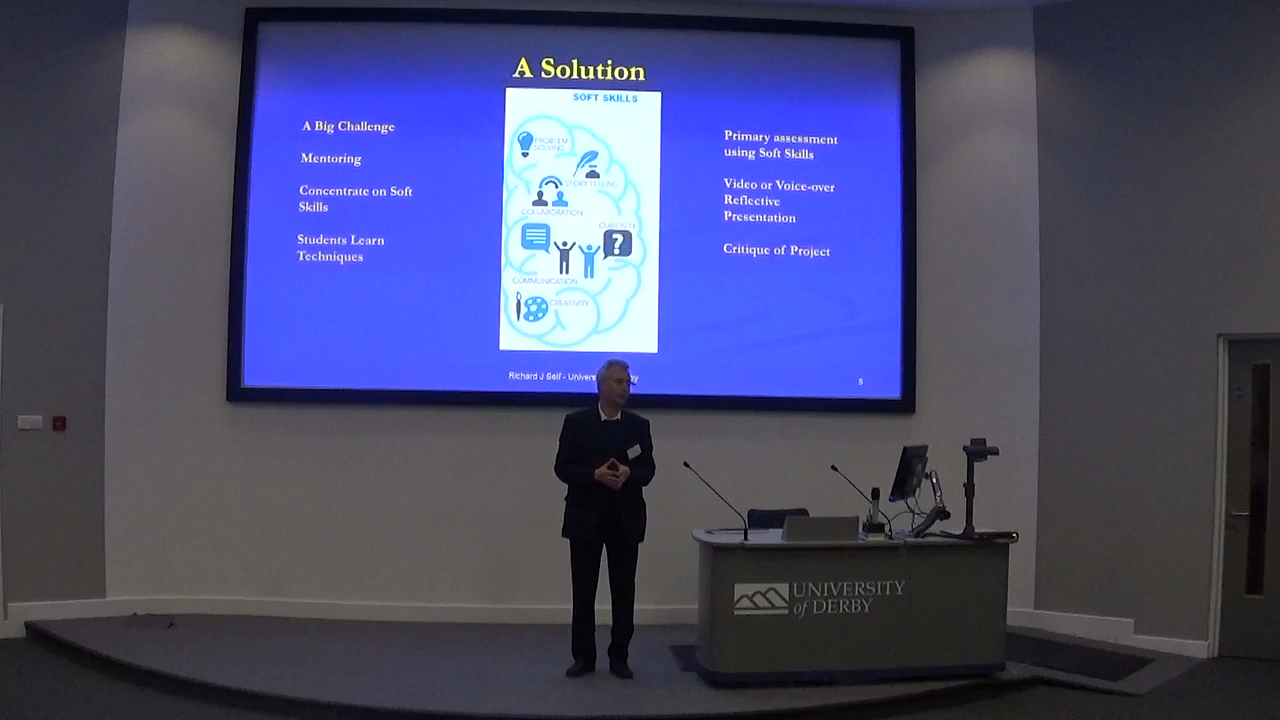 A Solution
A Big Challenge
Mentoring
Concentrate on Soft
Skills
Students Learn
Techniques
SOFT SKILLS
PROBLEM
SOLVING
STORYTELLING
COLLABORATION
CURIOSITY
?
COMMUNICATION
CREATIVITY
Primary assessment
using Soft Skills
Video or Voice-over
Reflective
Presentation
Critique of Project
Richard J Self -
5
UNIVERSITY
of DERBY